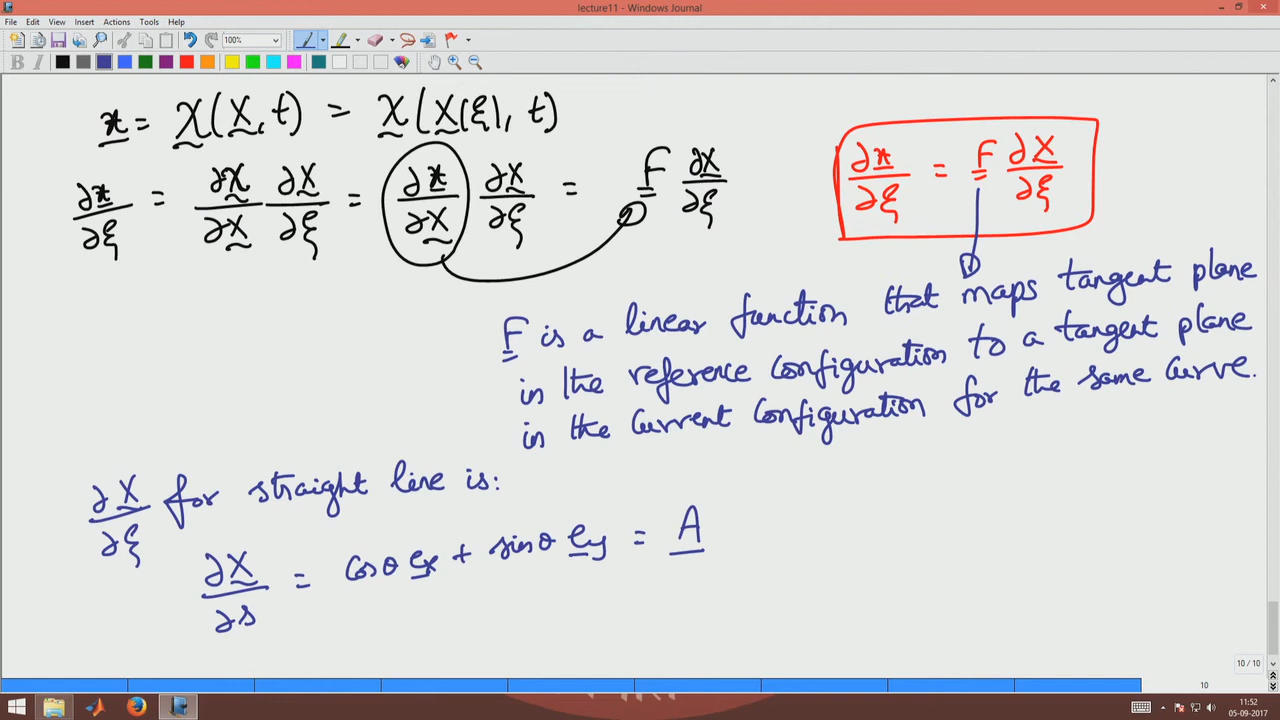 lecture11 - Windows Journal
File Edit View Insert Actions Tools Help
100%
B I
x = χ(X, t) = χ(X(ξ), t)
∂x/∂ξ = ∂χ/∂X ∂X/∂ξ = ∂x/∂X ∂X/∂ξ = F ∂X/∂ξ
∂x/∂ξ = F ∂X/∂ξ
F is a linear function that maps tangent plane
in the reference configuration to a tangent plane
in the current configuration for the same curve.
∂X/∂ξ for straight line is:
∂X/∂s = cosθ ex + sinθ ey = A
10 / 10
10
11:52
05-09-2017